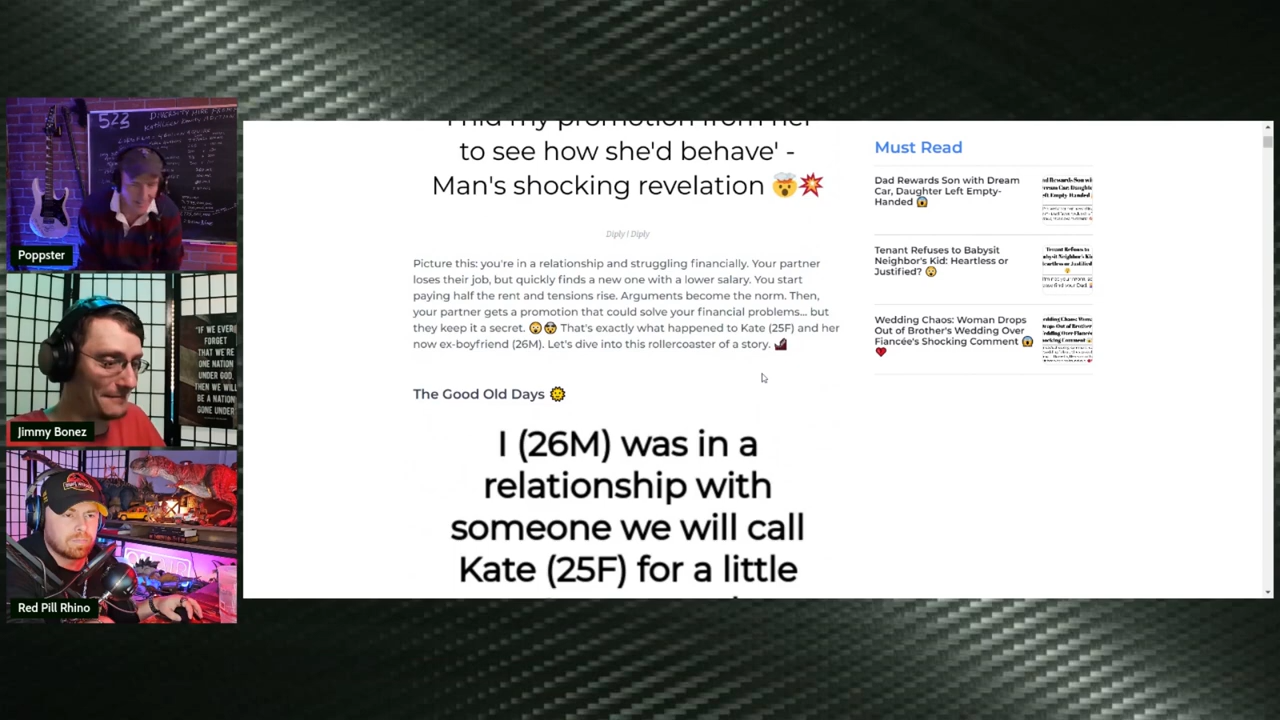 523
Poppster
"IF WE EVER
FORGET
THAT WE'RE
ONE NATION
UNDER GOD,
THEN WE WILL
BE A NATION
GONE UNDER
Jimmy Bonez
Red Pill Rhino
I hid my promotion from her
to see how she'd behave' -
Man's shocking revelation 🤯💥
Diply | Diply
Picture this: you're in a relationship and struggling financially. Your partner
loses their job, but quickly finds a new one with a lower salary. You start
paying half the rent and tensions rise. Arguments become the norm. Then,
your partner gets a promotion that could solve your financial problems... but
they keep it a secret. 😲😨 That's exactly what happened to Kate (25F) and her
now ex-boyfriend (26M). Let's dive into this rollercoaster of a story. 🎢
The Good Old Days 🌞
I (26M) was in a
relationship with
someone we will call
Kate (25F) for a little
Must Read
Dad Rewards Son with Dream
Car, Daughter Left Empty-
Handed 😱
Tenant Refuses to Babysit
Neighbor's Kid: Heartless or
Justified? 😮
Wedding Chaos: Woman Drops
Out of Brother's Wedding Over
Fiancée's Shocking Comment 😱
💔